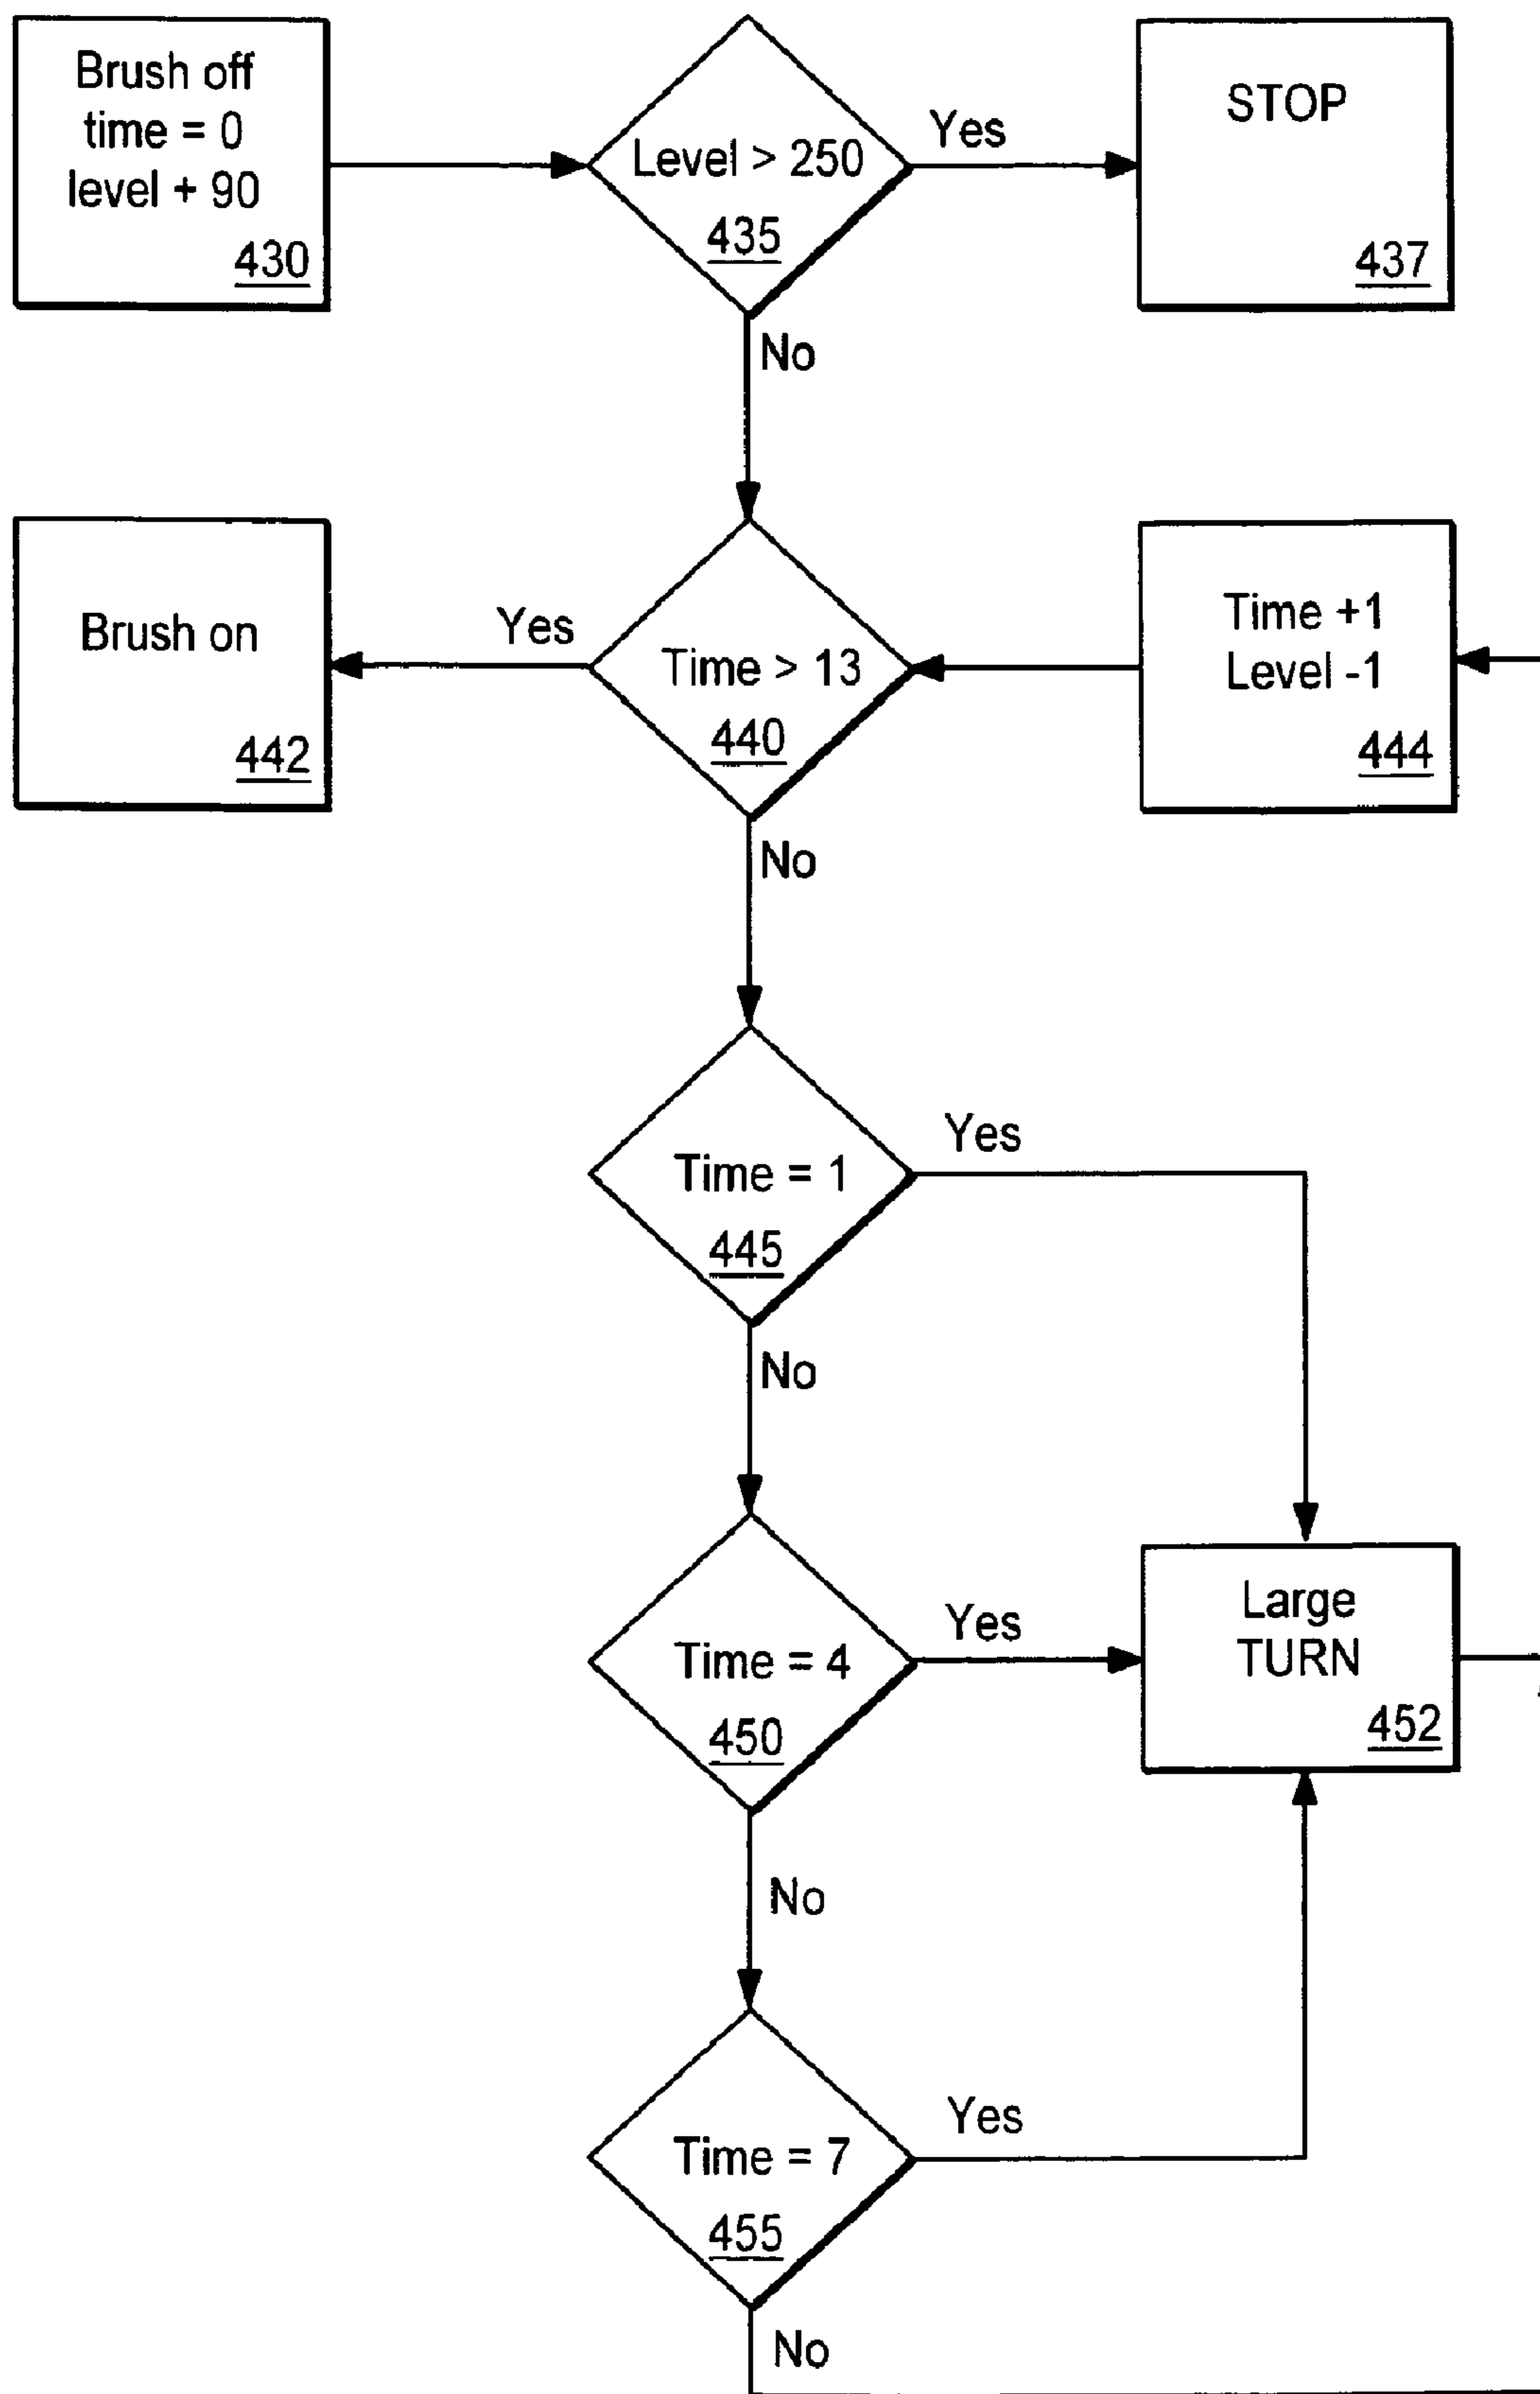 Brush off
time = 0
level + 90
430
Level > 250
435
Yes
STOP
437
No
Brush on
442
Yes
Time > 13
440
Time +1
Level -1
444
No
Time = 1
445
Yes
No
Time = 4
450
Yes
Large
TURN
452
No
Time = 7
455
Yes
No